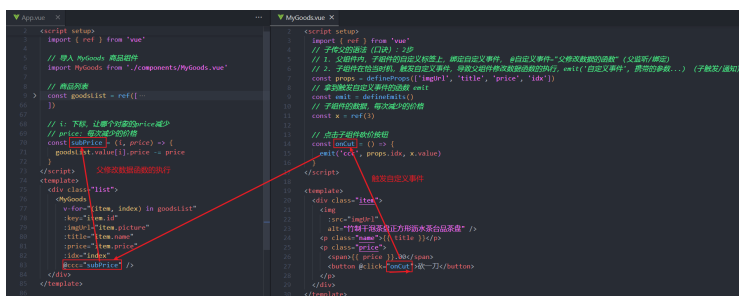 App.vue ×
<script setup>
import { ref } from 'vue'
// 导入 MyGoods 商品组件
import MyGoods from './components/MyGoods.vue'
// 商品列表
const goodsList = ref([ ···
])
// i: 下标, 让哪个对象的price减少
// price: 每次减少的价格
const subPrice = (i, price) => {
goodsList.value[i].price -= price
}
</script>
<template>
<div class="list">
<MyGoods
v-for="(item, index) in goodsList"
:key="item.id"
:imgUrl="item.picture"
:title="item.name"
:price="item.price"
:idx="index"
@ccc="subPrice" />
</div>
</template>
父修改数据函数的执行
MyGoods.vue ×
<script setup>
import { ref } from 'vue'
// 子传父的语法（口诀）：2步
// 1. 父组件内, 子组件的自定义标签上, 绑定自定义事件, @自定义事件="父修改数据的函数" (父监听/绑定)
// 2. 子组件在恰当时机, 触发自定义事件, 导致父组件修改数据函数的执行, emit('自定义事件', 携带的参数...) (子触发/通知)
const props = defineProps(['imgUrl', 'title', 'price', 'idx'])
// 拿到触发自定义事件的函数 emit
const emit = defineEmits()
// 子组件的数据, 每次减少的价格
const x = ref(3)
// 点击子组件砍价按钮
const onCut = () => {
emit('ccc', props.idx, x.value)
}
</script>
触发自定义事件
<template>
<div class="item">
<img
:src="imgUrl"
alt="竹制干泡茶盘正方形沥水茶台品茶盘" />
<p class="name">{{ title }}</p>
<p class="price">
<span>{{ price }}.00</span>
<button @click="onCut">砍一刀</button>
</p>
</div>
</template>